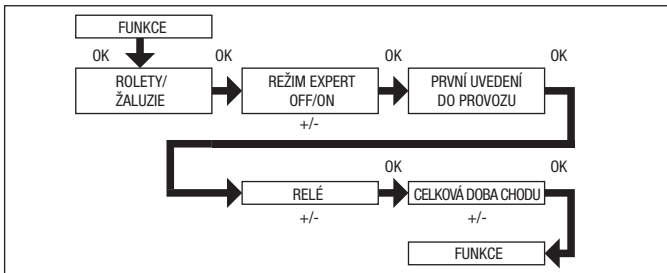 FUNKCE
OK
OK
OK
OK
ROLETY/
ŽALUZIE
REŽIM EXPERT
OFF/ON
PRVNÍ UVEDENÍ
DO PROVOZU
+/-
OK
OK
RELÉ
CELKOVÁ DOBA CHODU
+/-
+/-
FUNKCE